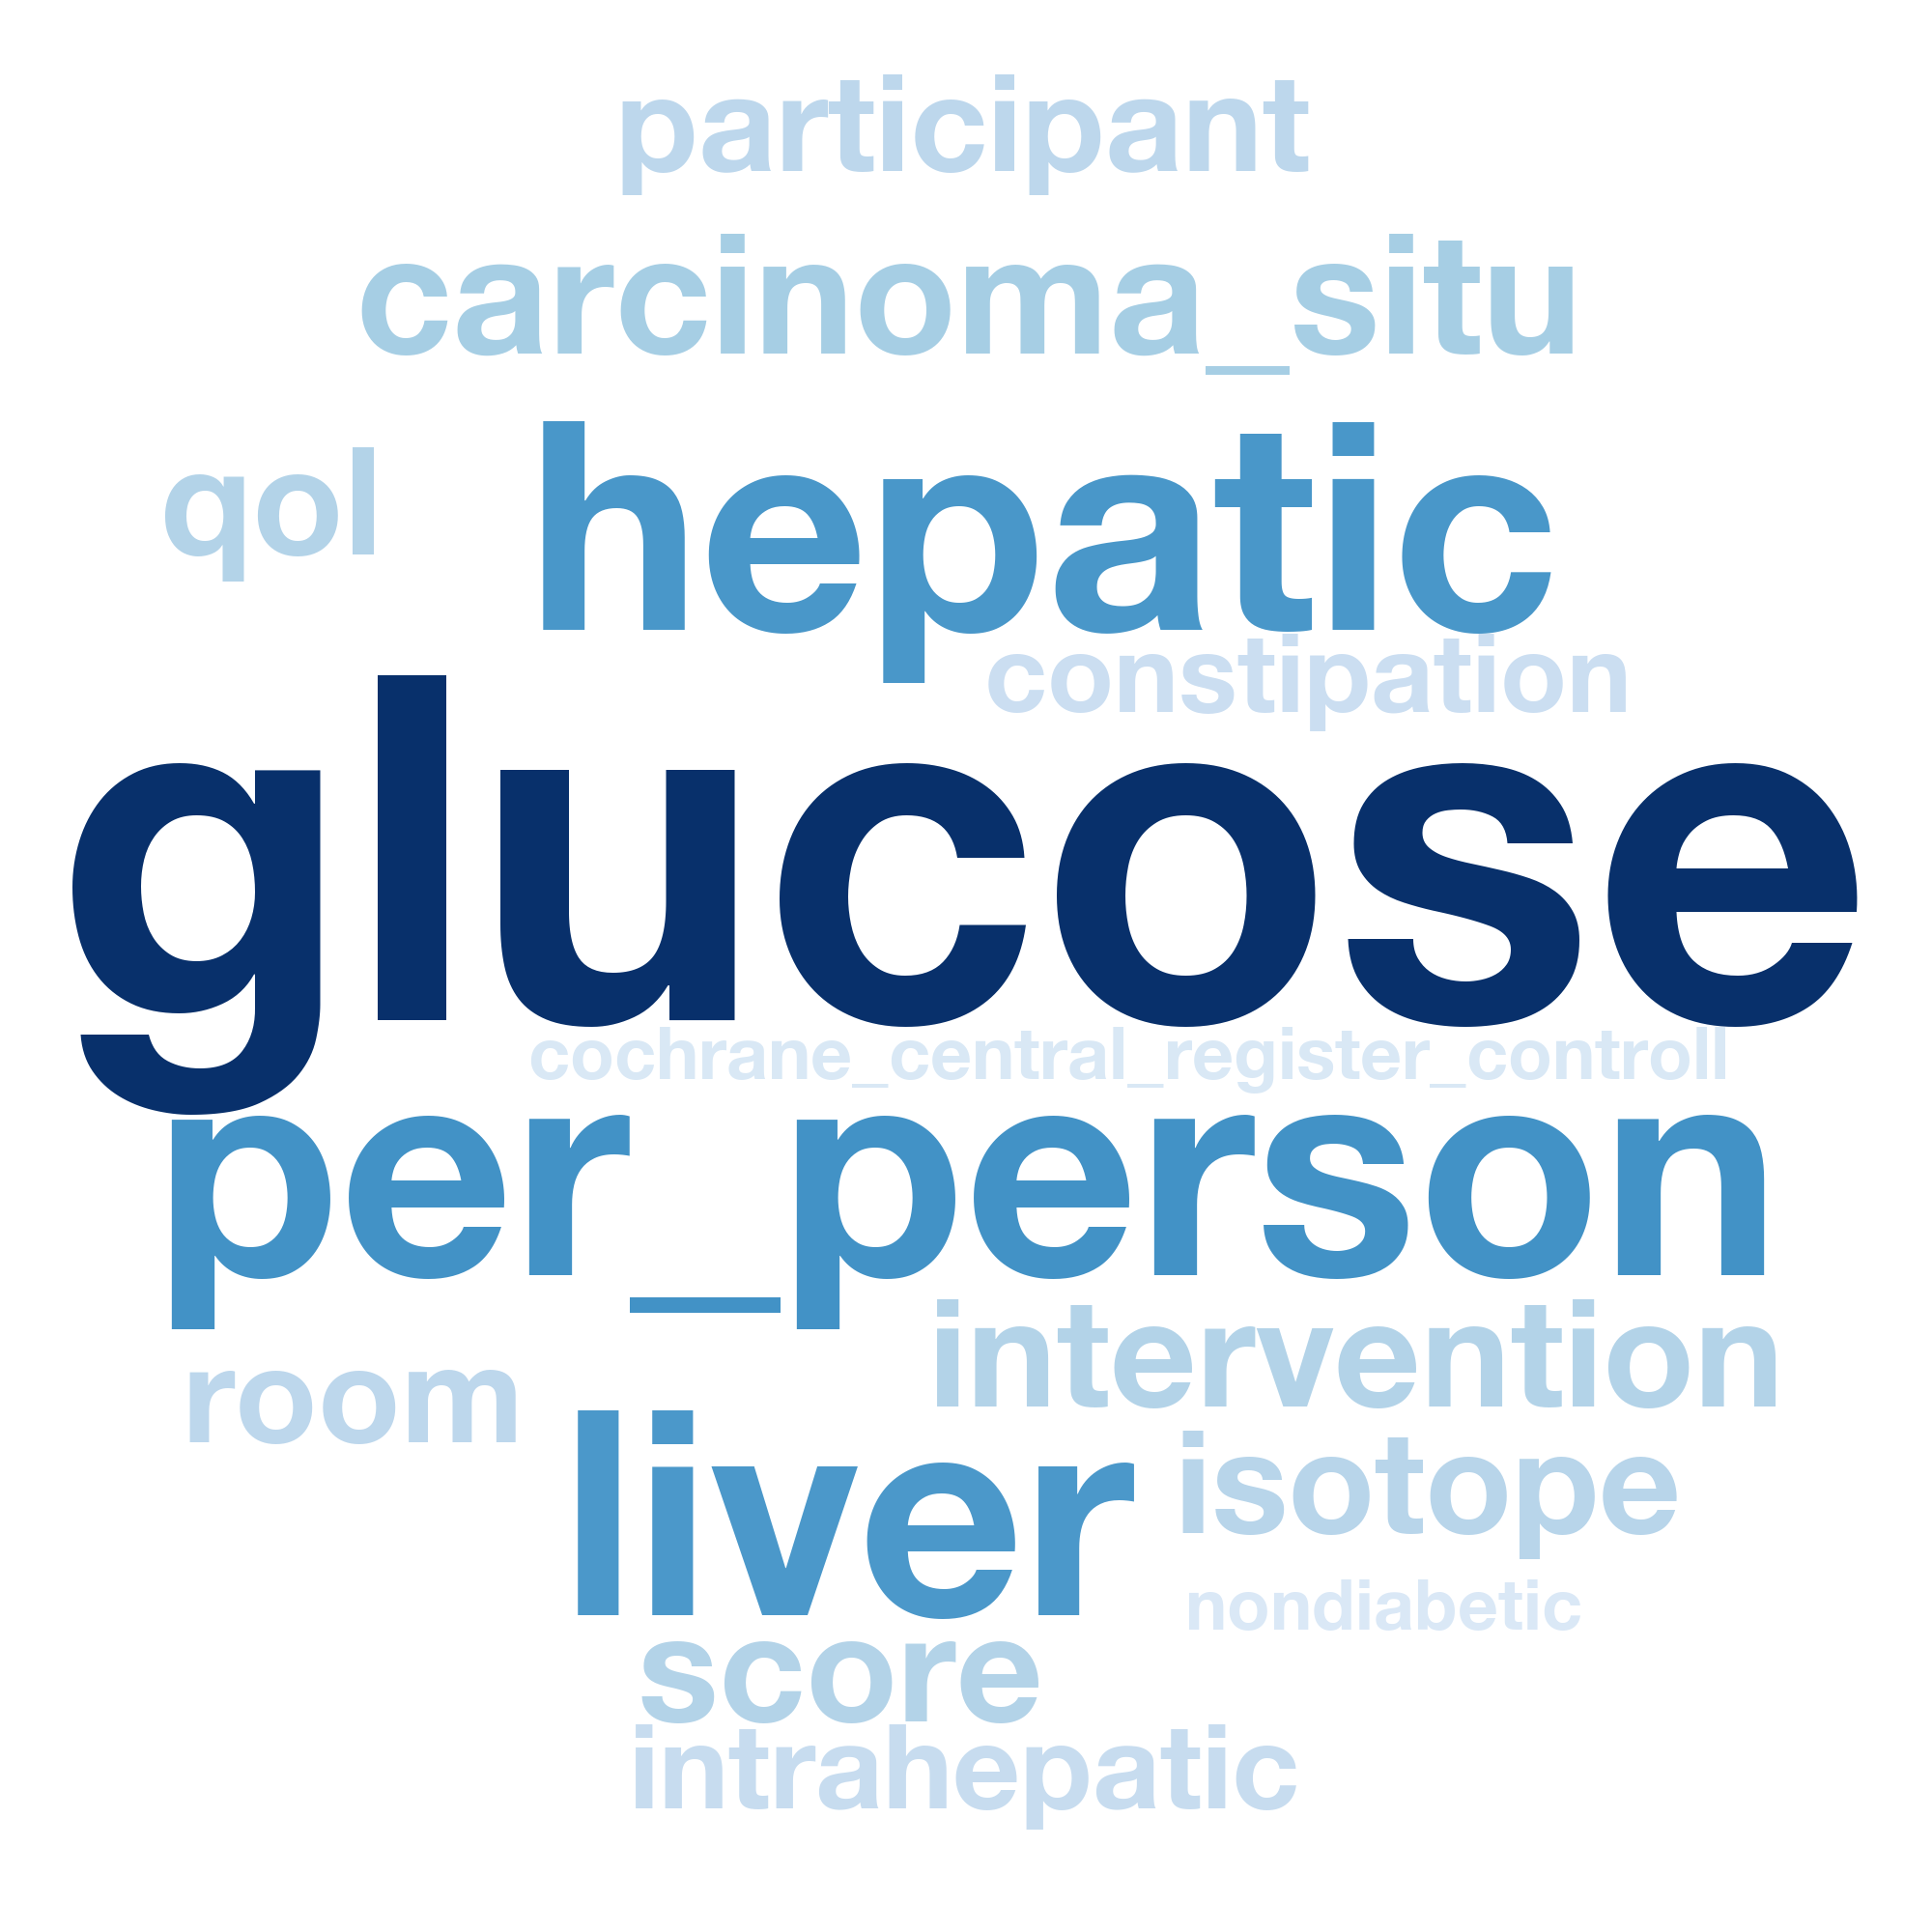 participant
carcinoma_situ
qol hepatic
constipation
glucose
cochrane_central_register_controll
per_person
intervention
room
liver
isotope
nondiabetic
score
intrahepatic